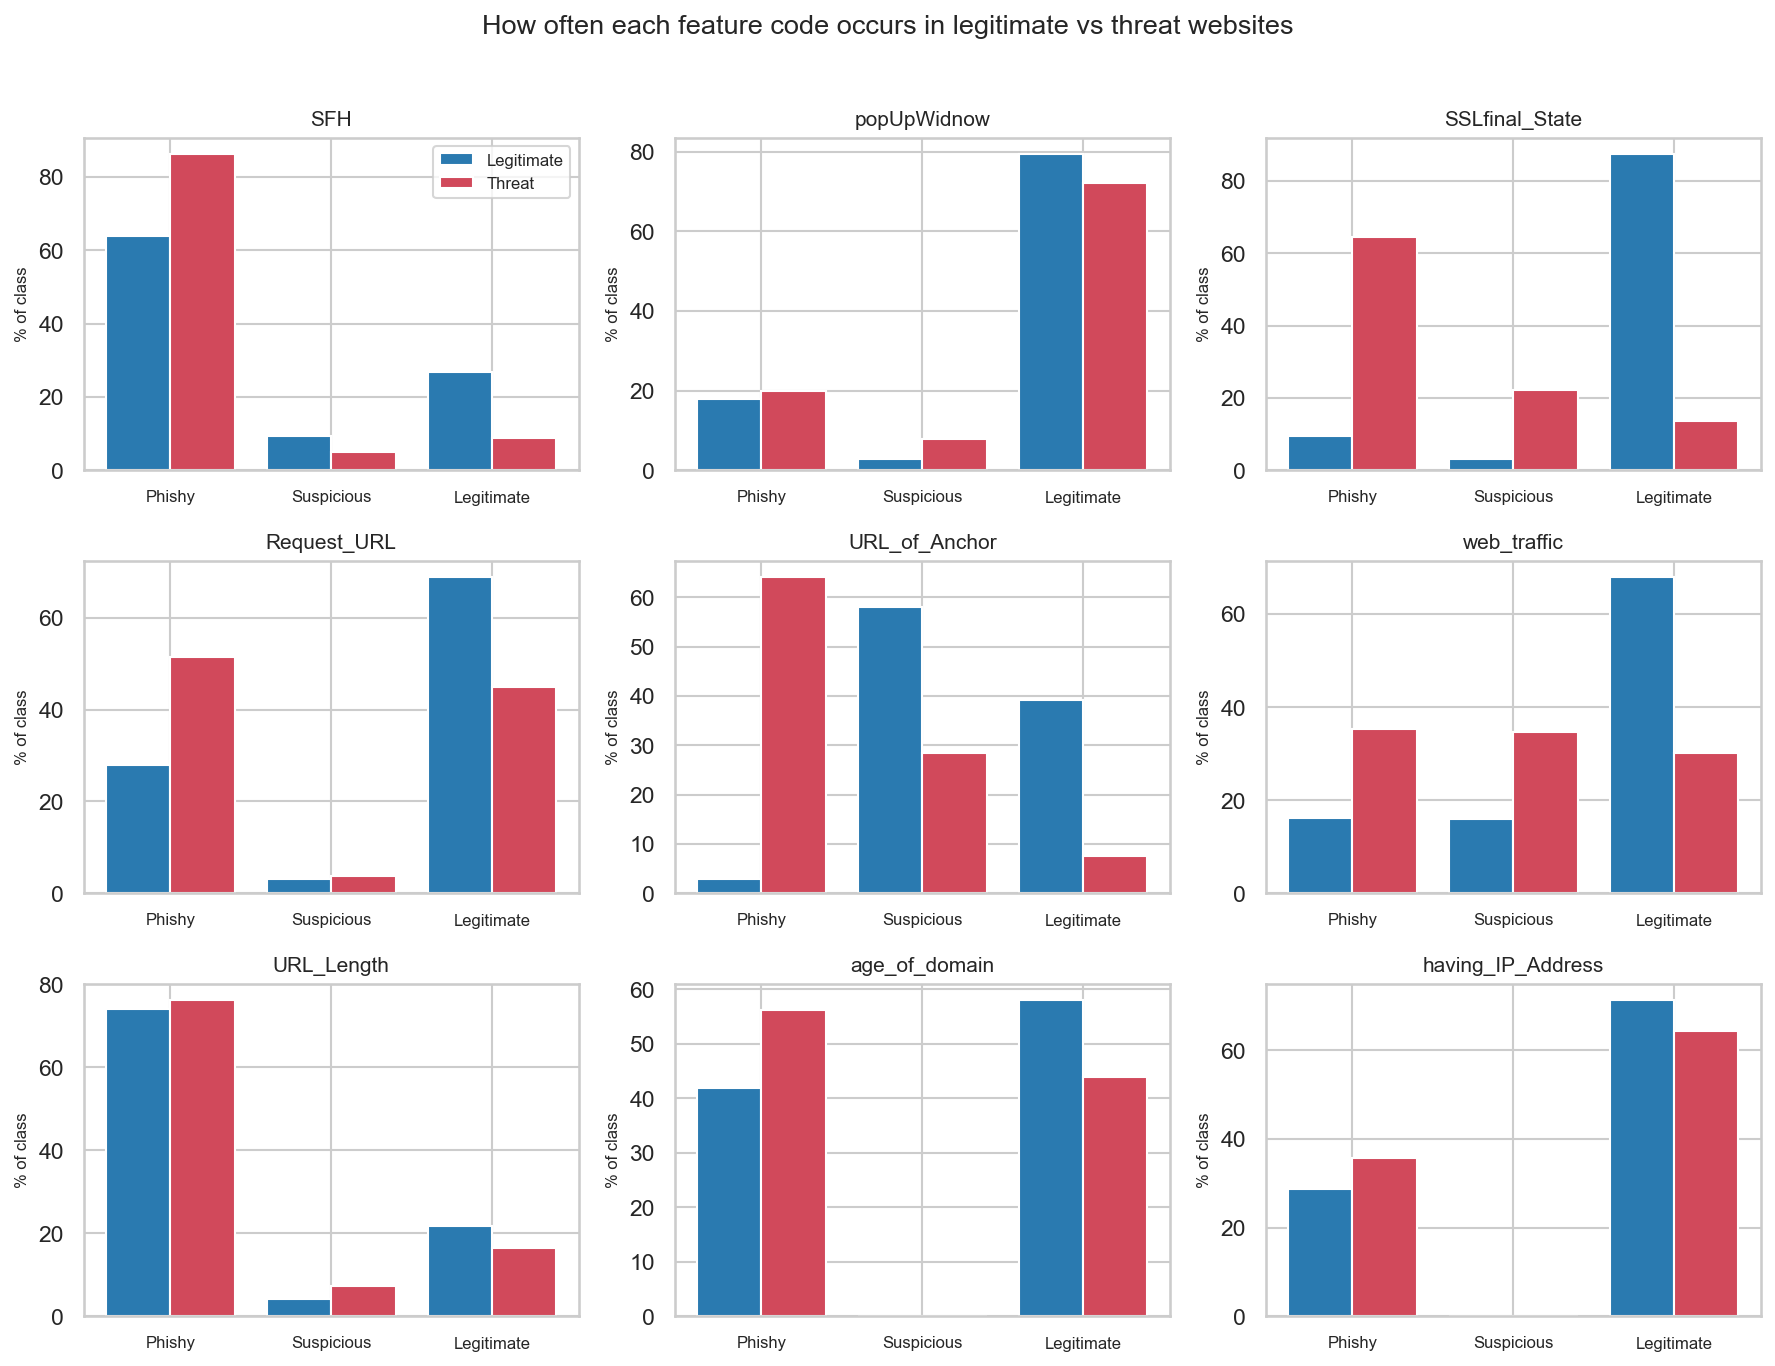 How often each feature code occurs in legitimate vs threat websites
SFH
popUpWidnow
SSLfinal_State
% of class
80
60
40
20
0
Legitimate
Threat
Phishy
Suspicious
Legitimate
% of class
80
60
40
20
0
Phishy
Suspicious
Legitimate
% of class
80
60
40
20
0
Phishy
Suspicious
Legitimate
Request_URL
URL_of_Anchor
web_traffic
% of class
60
40
20
0
Phishy
Suspicious
Legitimate
% of class
60
50
40
30
20
10
0
Phishy
Suspicious
Legitimate
% of class
60
40
20
0
Phishy
Suspicious
Legitimate
URL_Length
age_of_domain
having_IP_Address
% of class
80
60
40
20
0
Phishy
Suspicious
Legitimate
% of class
60
50
40
30
20
10
0
Phishy
Suspicious
Legitimate
% of class
60
40
20
0
Phishy
Suspicious
Legitimate